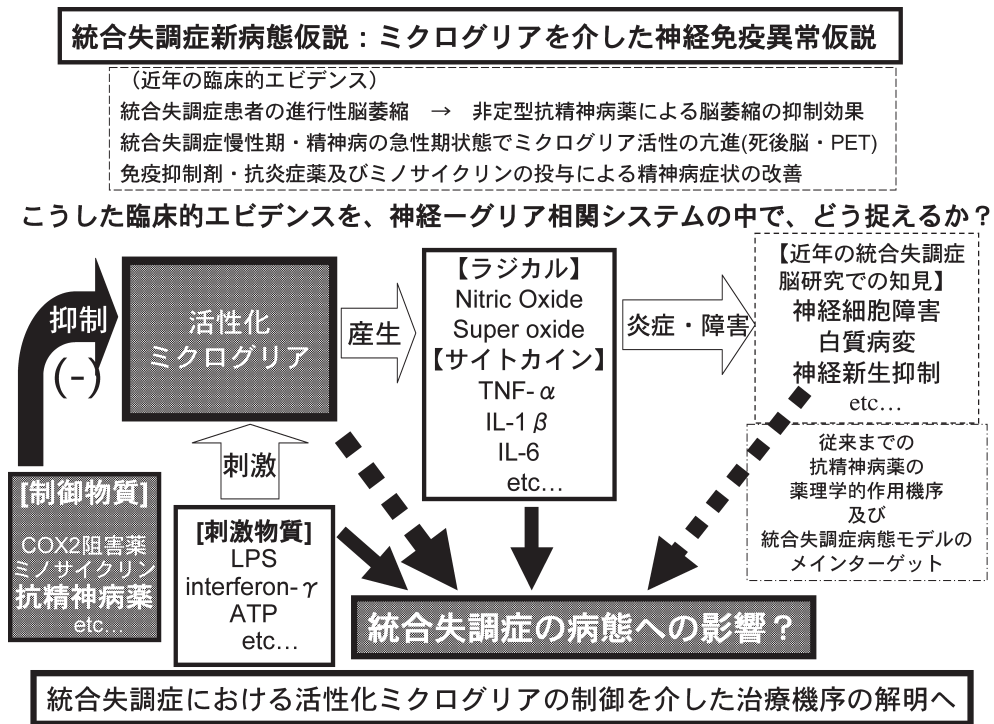 統合失調症新病態仮説：ミクログリアを介した神経免疫異常仮説
（近年の臨床的エビデンス）
統合失調症患者の進行性脳萎縮　→　非定型抗精神病薬による脳萎縮の抑制効果
統合失調症慢性期・精神病の急性期状態でミクログリア活性の亢進(死後脳・PET)
免疫抑制剤・抗炎症薬及びミノサイクリンの投与による精神病症状の改善
こうした臨床的エビデンスを、神経ーグリア相関システムの中で、どう捉えるか？
抑制
(-)
活性化
ミクログリア
産生
【ラジカル】
Nitric Oxide
Super oxide
【サイトカイン】
TNF-α
IL-1β
IL-6
etc…
炎症・障害
【近年の統合失調症
脳研究での知見】
神経細胞障害
白質病変
神経新生抑制
etc…
従来までの
抗精神病薬の
薬理学的作用機序
及び
統合失調症病態モデルの
メインターゲット
刺激
[制御物質]
COX2阻害薬
ミノサイクリン
抗精神病薬
etc…
[刺激物質]
LPS
interferon-γ
ATP
etc…
統合失調症の病態への影響？
統合失調症における活性化ミクログリアの制御を介した治療機序の解明へ